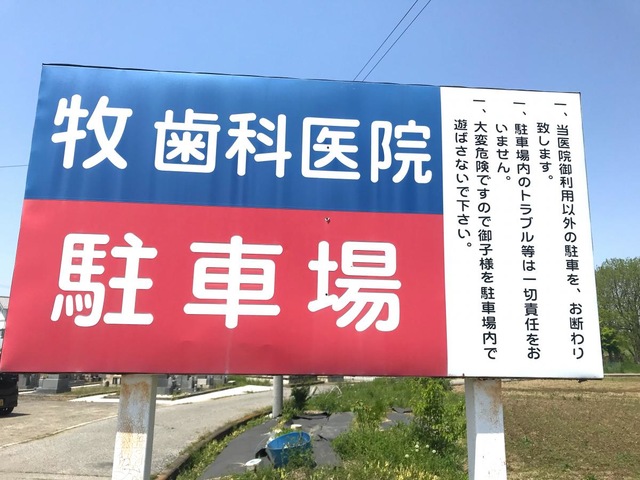 牧 歯科医院
駐車場
一、当医院御利用以外の駐車を、お断わり
致します。
一、駐車場内のトラブル等は一切責任をお
いません。
一、大変危険ですので御子様を駐車場内で
遊ばさないで下さい。